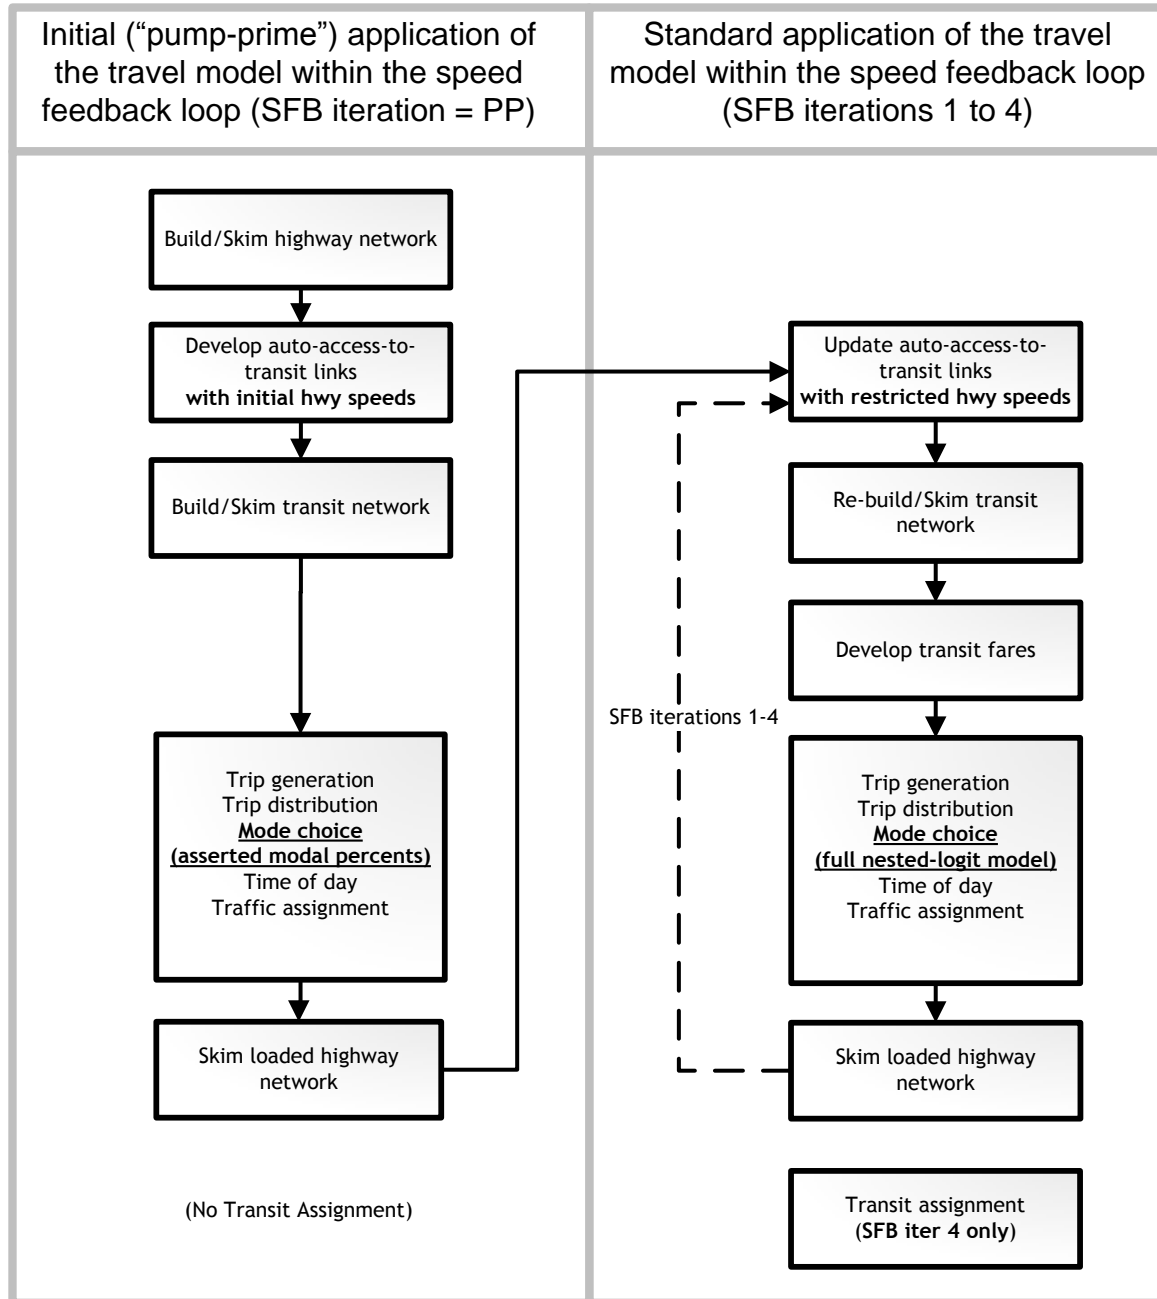 Initial (“pump-prime”) application of
the travel model within the speed
feedback loop (SFB iteration = PP)
Standard application of the travel
model within the speed feedback loop
(SFB iterations 1 to 4)
Build/Skim highway network
Develop auto-access-to-
transit links
with initial hwy speeds
Build/Skim transit network
Trip generation
Trip distribution
Mode choice
(asserted modal percents)
Time of day
Traffic assignment
Skim loaded highway
network
(No Transit Assignment)
Update auto-access-to-
transit links
with restricted hwy speeds
Re-build/Skim transit
network
Develop transit fares
SFB iterations 1-4
Trip generation
Trip distribution
Mode choice
(full nested-logit model)
Time of day
Traffic assignment
Skim loaded highway
network
Transit assignment
(SFB iter 4 only)